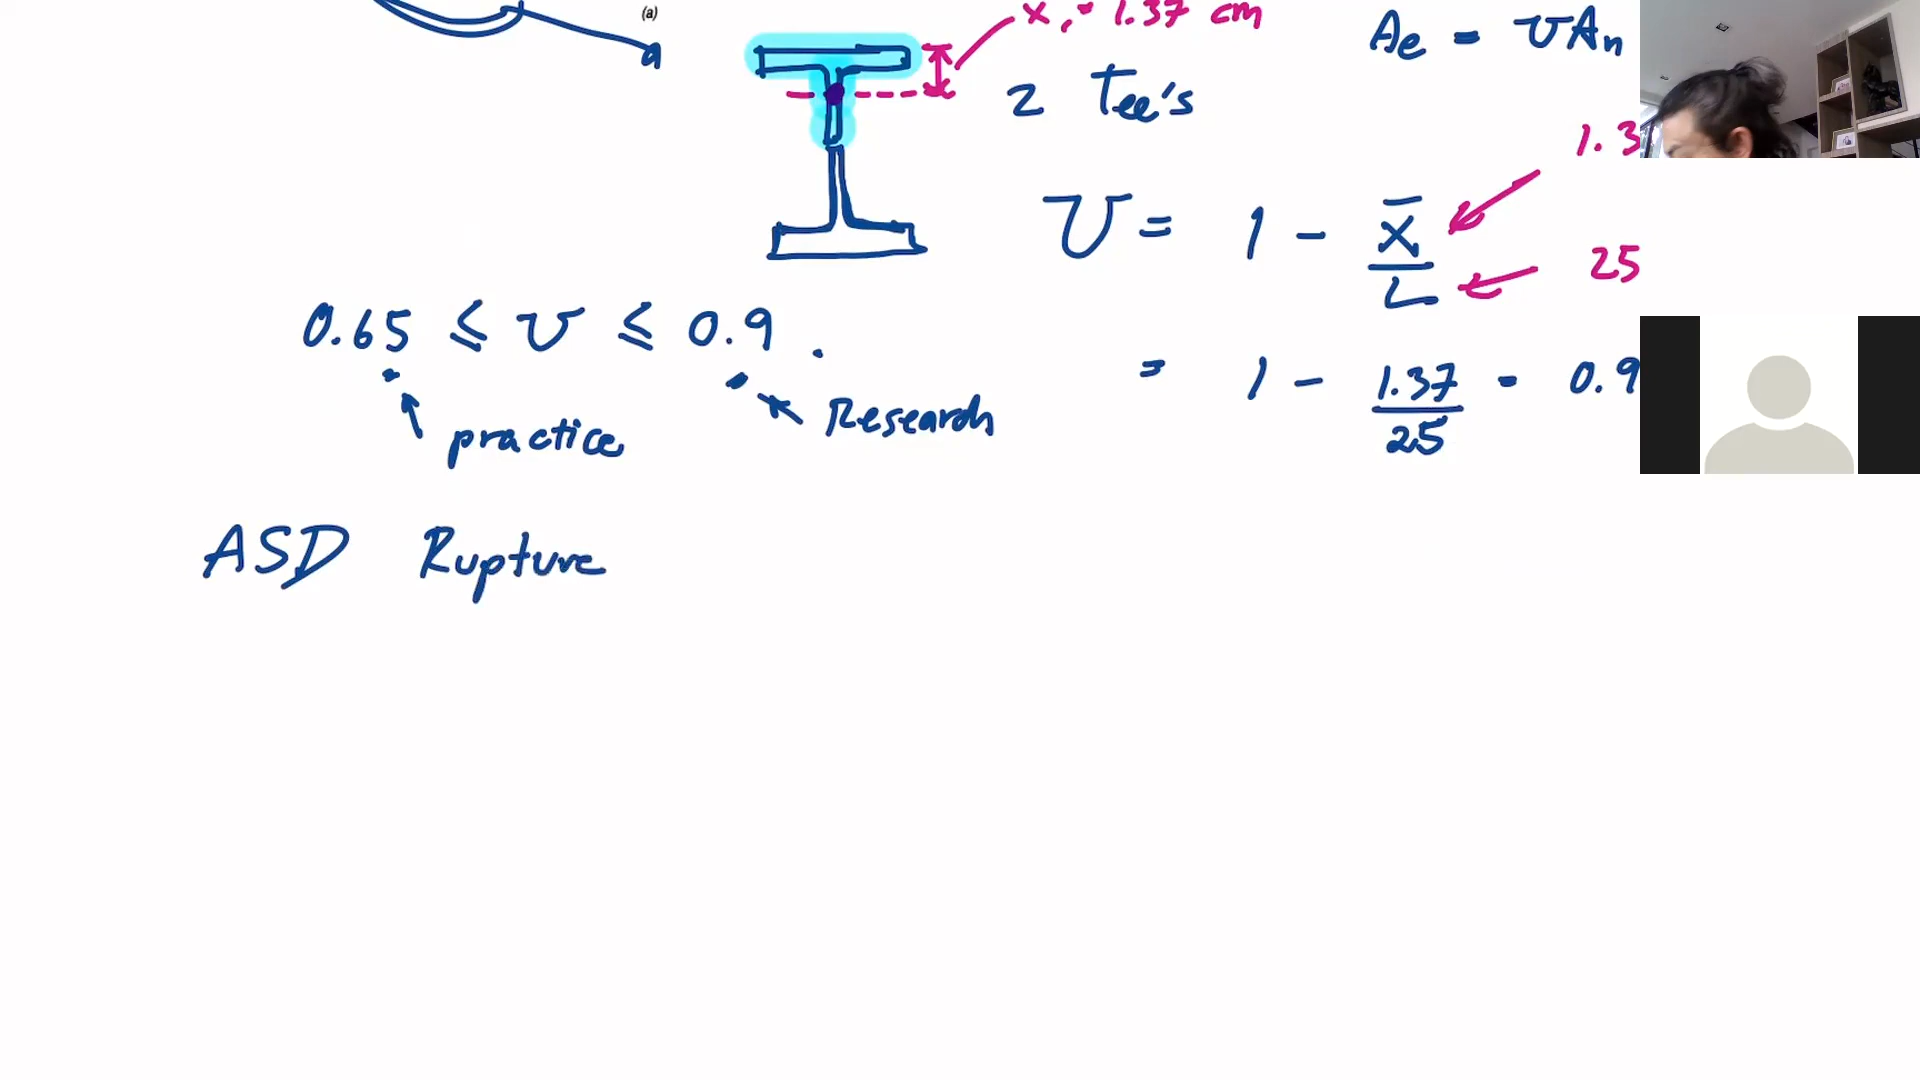 (a)
a
x, = 1.37 cm
Ae = UAn
2 Tee's
1.3
U = 1 - x̄/L
25
0.65 ≤ U ≤ 0.9 .
= 1 - 1.37/25 = 0.9
practice
Research
ASD Rupture